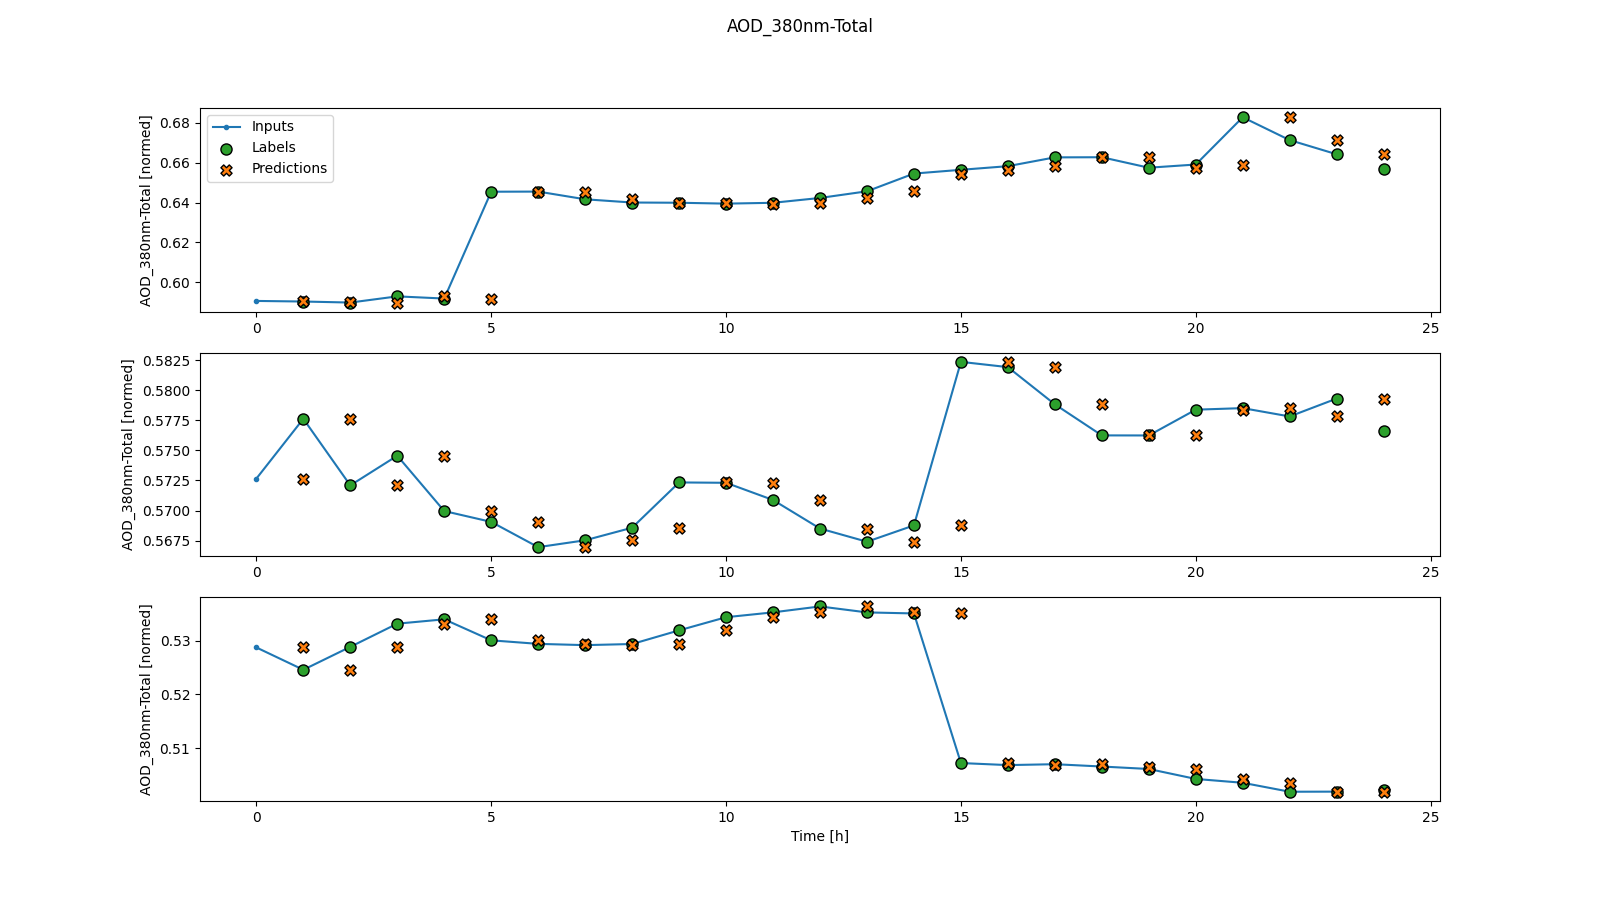 AOD_380nm-Total
AOD_380nm-Total [normed]
0.68
0.66
0.64
0.62
0.60
Inputs
Labels
Predictions
0 5 10 15 20 25
AOD_380nm-Total [normed]
0.5825
0.5800
0.5775
0.5750
0.5725
0.5700
0.5675
0 5 10 15 20 25
AOD_380nm-Total [normed]
0.53
0.52
0.51
0 5 10 15 20 25
Time [h]